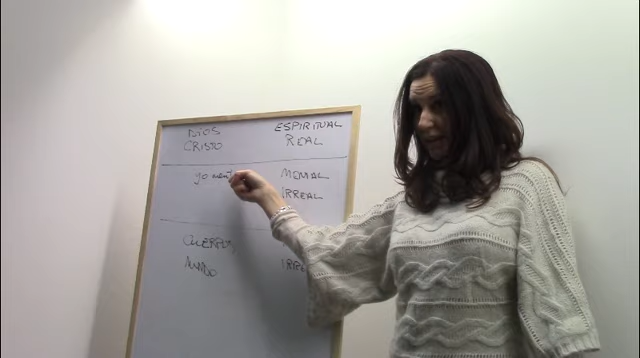 DIOS ESPIRITUAL
CRISTO REAL
yo MENTAL
IRREAL
CUERPO,
MUNDO